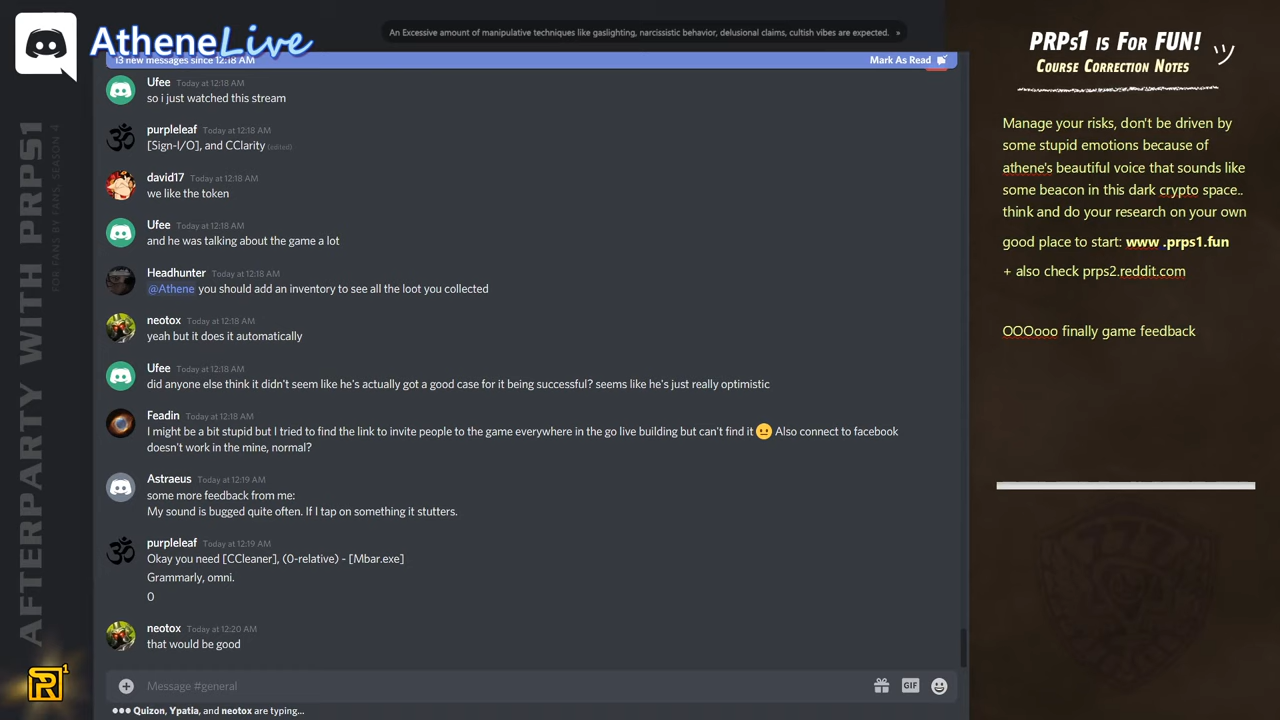 AtheneLive
An Excessive amount of manipulative techniques like gaslighting, narcissistic behavior, delusional claims, cultish vibes are expected. »
13 new messages since 12:18 AM
Mark As Read
Ufee Today at 12:18 AM
so i just watched this stream
purpleleaf Today at 12:18 AM
[Sign-I/O], and CClarity (edited)
david17 Today at 12:18 AM
we like the token
Ufee Today at 12:18 AM
and he was talking about the game a lot
Headhunter Today at 12:18 AM
@Athene you should add an inventory to see all the loot you collected
neotox Today at 12:18 AM
yeah but it does it automatically
Ufee Today at 12:18 AM
did anyone else think it didn't seem like he's actually got a good case for it being successful? seems like he's just really optimistic
Feadin Today at 12:18 AM
I might be a bit stupid but I tried to find the link to invite people to the game everywhere in the go live building but can't find it 😐 Also connect to facebook
doesn't work in the mine, normal?
Astraeus Today at 12:19 AM
some more feedback from me:
My sound is bugged quite often. If I tap on something it stutters.
purpleleaf Today at 12:19 AM
Okay you need [CCleaner], (0-relative) - [Mbar.exe]
Grammarly, omni.
0
neotox Today at 12:20 AM
that would be good
Message #general
GIF
Quizon, Ypatia, and neotox are typing...
AFTERPARTY WITH PRPS1
FOR FANS BY FANS, SEASON 4
R1
PRPs1 is For FUN! ツ
Course Correction Notes
Manage your risks, don't be driven by
some stupid emotions because of
athene's beautiful voice that sounds like
some beacon in this dark crypto space..
think and do your research on your own
good place to start: www .prps1.fun
+ also check prps2.reddit.com
OOOooo finally game feedback